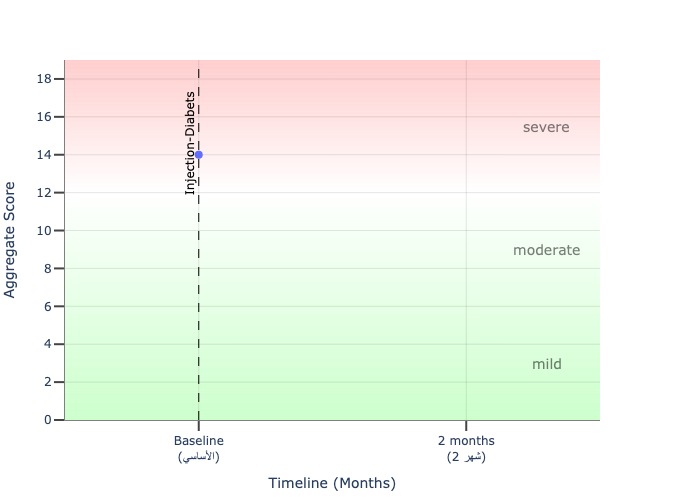 18
16
14
12
10
8
6
4
2
0
Aggregate Score
Injection-Diabets
severe
moderate
mild
Baseline
(الأساسي)
2 months
(2 شهر)
Timeline (Months)